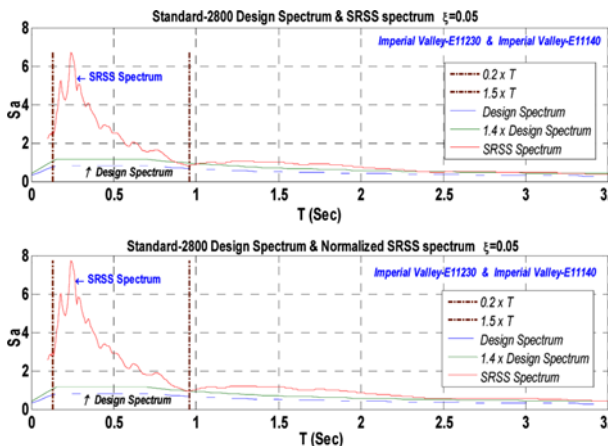 Standard-2800 Design Spectrum & SRSS spectrum ξ=0.05
Imperial Valley-E11230 & Imperial Valley-E11140
Sa
8
6
4
2
0
SRSS Spectrum
Design Spectrum
0.2 x T
1.5 x T
Design Spectrum
1.4 x Design Spectrum
SRSS Spectrum
0 0.5 1 1.5 2 2.5 3 3.5
T (Sec)
Standard-2800 Design Spectrum & Normalized SRSS spectrum ξ=0.05
Imperial Valley-E11230 & Imperial Valley-E11140
Sa
8
6
4
2
0
SRSS Spectrum
Design Spectrum
0.2 x T
1.5 x T
Design Spectrum
1.4 x Design Spectrum
SRSS Spectrum
0 0.5 1 1.5 2 2.5 3 3.5
T (Sec)